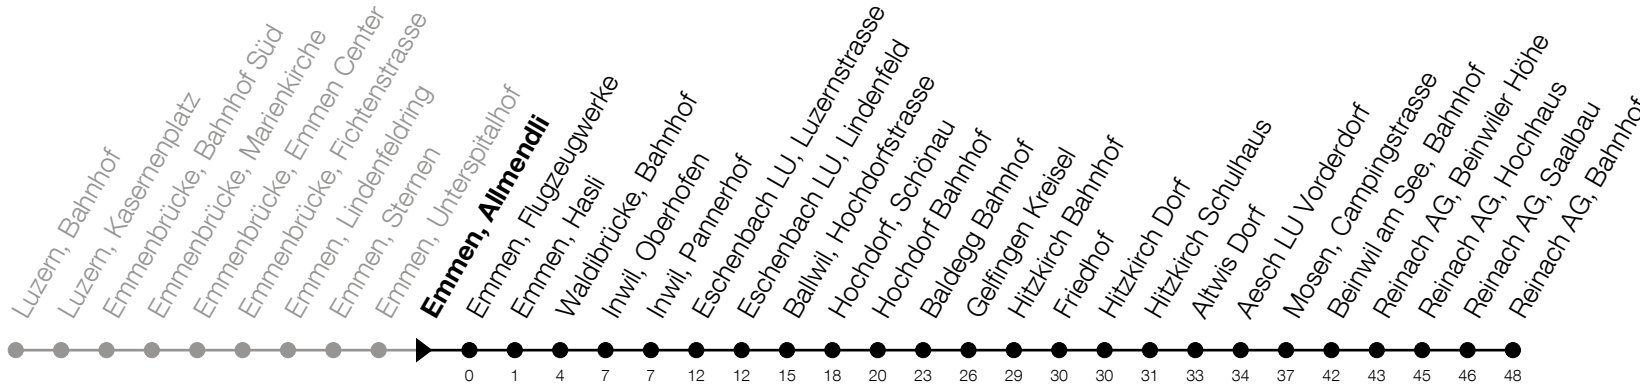 Luzern, Bahnhof
Luzern, Kasernenplatz
Emmenbrücke, Bahnhof Süd
Emmenbrücke, Marienkirche
Emmenbrücke, Emmen Center
Emmenbrücke, Fichtenstrasse
Emmen, Lindenfeldring
Emmen, Sternen
Emmen, Unterspitalhof
Emmen, Allmendli
Emmen, Flugzeugwerke
Emmen, Hasli
Waldibrücke, Bahnhof
Inwil, Oberhofen
Inwil, Pannerhof
Eschenbach LU, Luzernstrasse
Eschenbach LU, Lindenfeld
Ballwil, Hochdorfstrasse
Hochdorf, Schönau
Hochdorf Bahnhof
Baldegg Bahnhof
Gelfingen Kreisel
Hitzkirch Bahnhof
Friedhof
Hitzkirch Dorf
Hitzkirch Schulhaus
Altwis Dorf
Aesch LU Vorderdorf
Mosen, Campingstrasse
Beinwil am See, Bahnhof
Reinach AG, Beinwiler Höhe
Reinach AG, Hochhaus
Reinach AG, Saalbau
Reinach AG, Bahnhof
0 1 4 7 7 12 12 15 18 20 23 26 29 30 30 31 33 34 37 42 43 45 46 48